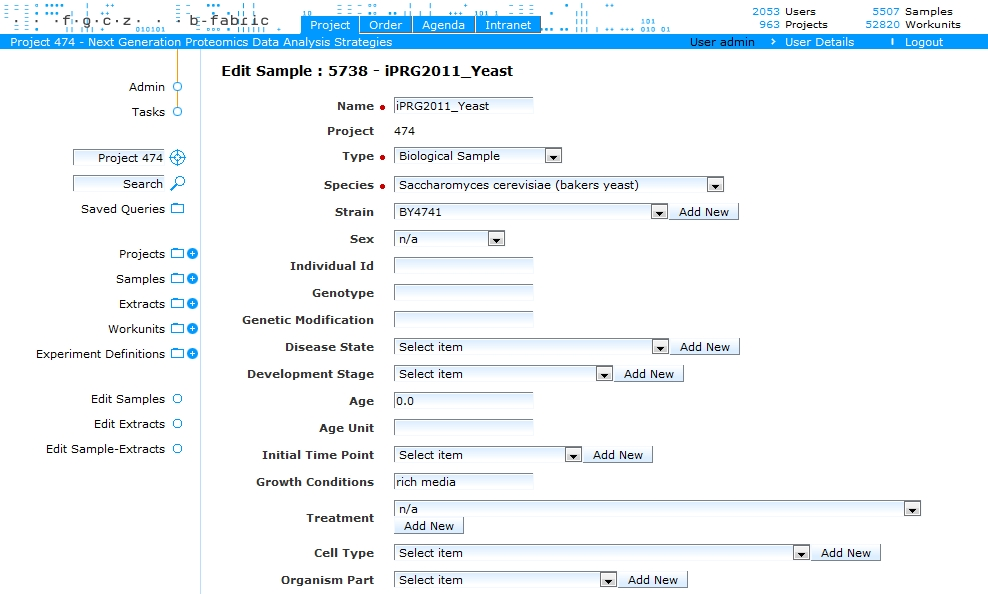 2053 Users 5507 Samples
· · ·f·g·c·z· · ·b-fabric
Project Order Agenda Intranet
963 Projects 52820 Workunits
Project 474 - Next Generation Proteomics Data Analysis Strategies User admin > User Details Logout
Edit Sample : 5738 - iPRG2011_Yeast
Admin
Tasks
Project 474
Search
Saved Queries
Projects
Samples
Extracts
Workunits
Experiment Definitions
Edit Samples
Edit Extracts
Edit Sample-Extracts
Name iPRG2011_Yeast
Project 474
Type Biological Sample
Species Saccharomyces cerevisiae (bakers yeast)
Strain BY4741 Add New
Sex n/a
Individual Id
Genotype
Genetic Modification
Disease State Select item Add New
Development Stage Select item Add New
Age 0.0
Age Unit
Initial Time Point Select item Add New
Growth Conditions rich media
Treatment n/a
Add New
Cell Type Select item Add New
Organism Part Select item Add New